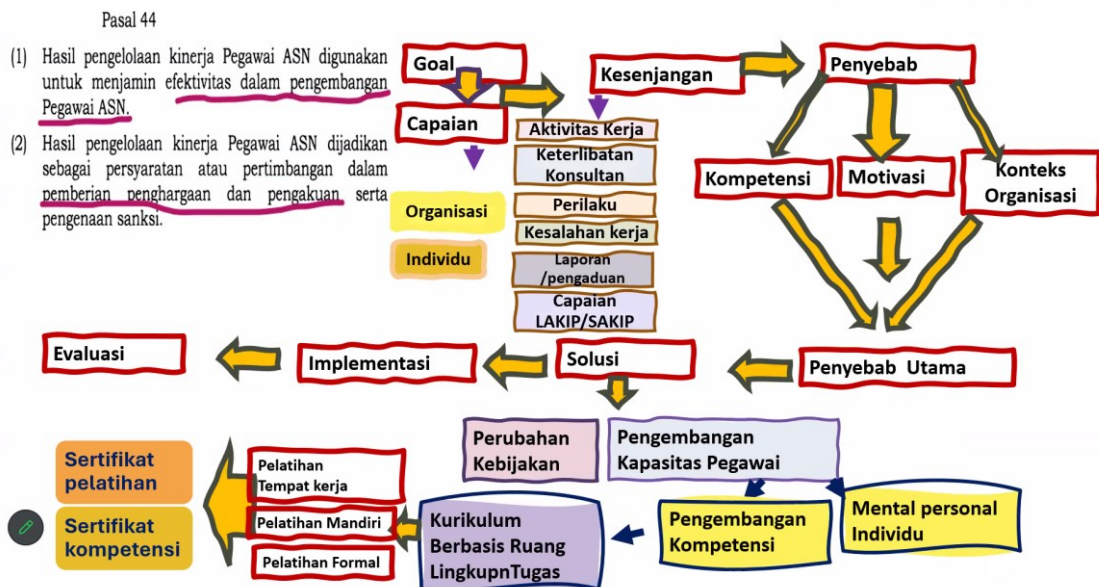 Pasal 44
(1) Hasil pengelolaan kinerja Pegawai ASN digunakan
untuk menjamin efektivitas dalam pengembangan
Pegawai ASN.
(2) Hasil pengelolaan kinerja Pegawai ASN dijadikan
sebagai persyaratan atau pertimbangan dalam
pemberian penghargaan dan pengakuan serta
pengenaan sanksi.
Goal
Capaian
Organisasi
Individu
Kesenjangan
Aktivitas Kerja
Keterlibatan
Konsultan
Perilaku
Kesalahan kerja
Laporan
/pengaduan
Capaian
LAKIP/SAKIP
Penyebab
Kompetensi
Motivasi
Konteks
Organisasi
Penyebab Utama
Solusi
Implementasi
Evaluasi
Perubahan
Kebijakan
Pengembangan
Kapasitas Pegawai
Mental personal
Individu
Pengembangan
Kompetensi
Kurikulum
Berbasis Ruang
LingkupnTugas
Pelatihan
Tempat kerja
Pelatihan Mandiri
Pelatihan Formal
Sertifikat
pelatihan
Sertifikat
kompetensi